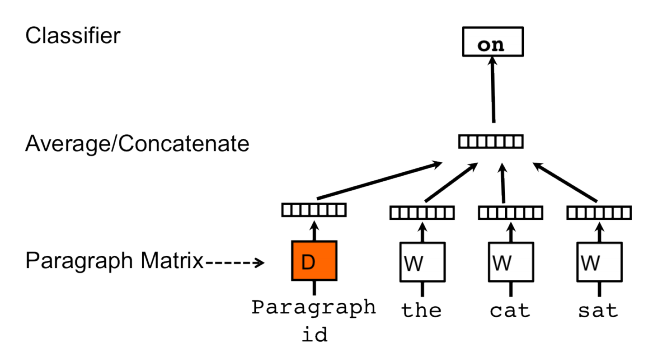 Classifier
on
Average/Concatenate
Paragraph Matrix
D
W
W
W
Paragraph
id
the
cat
sat